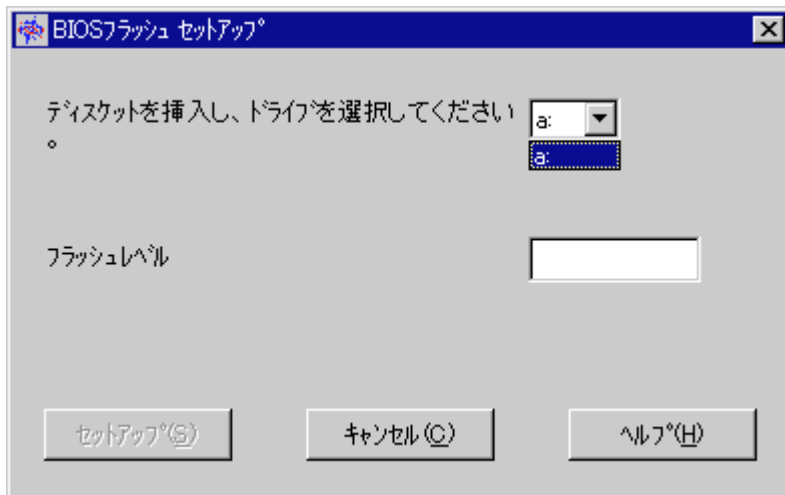 BIOSフラッシュ セットアップ
ディスケットを挿入し、ドライブを選択してください
。
a:
a:
フラッシュレベル
セットアップ(S)
キャンセル(C)
ヘルプ(H)